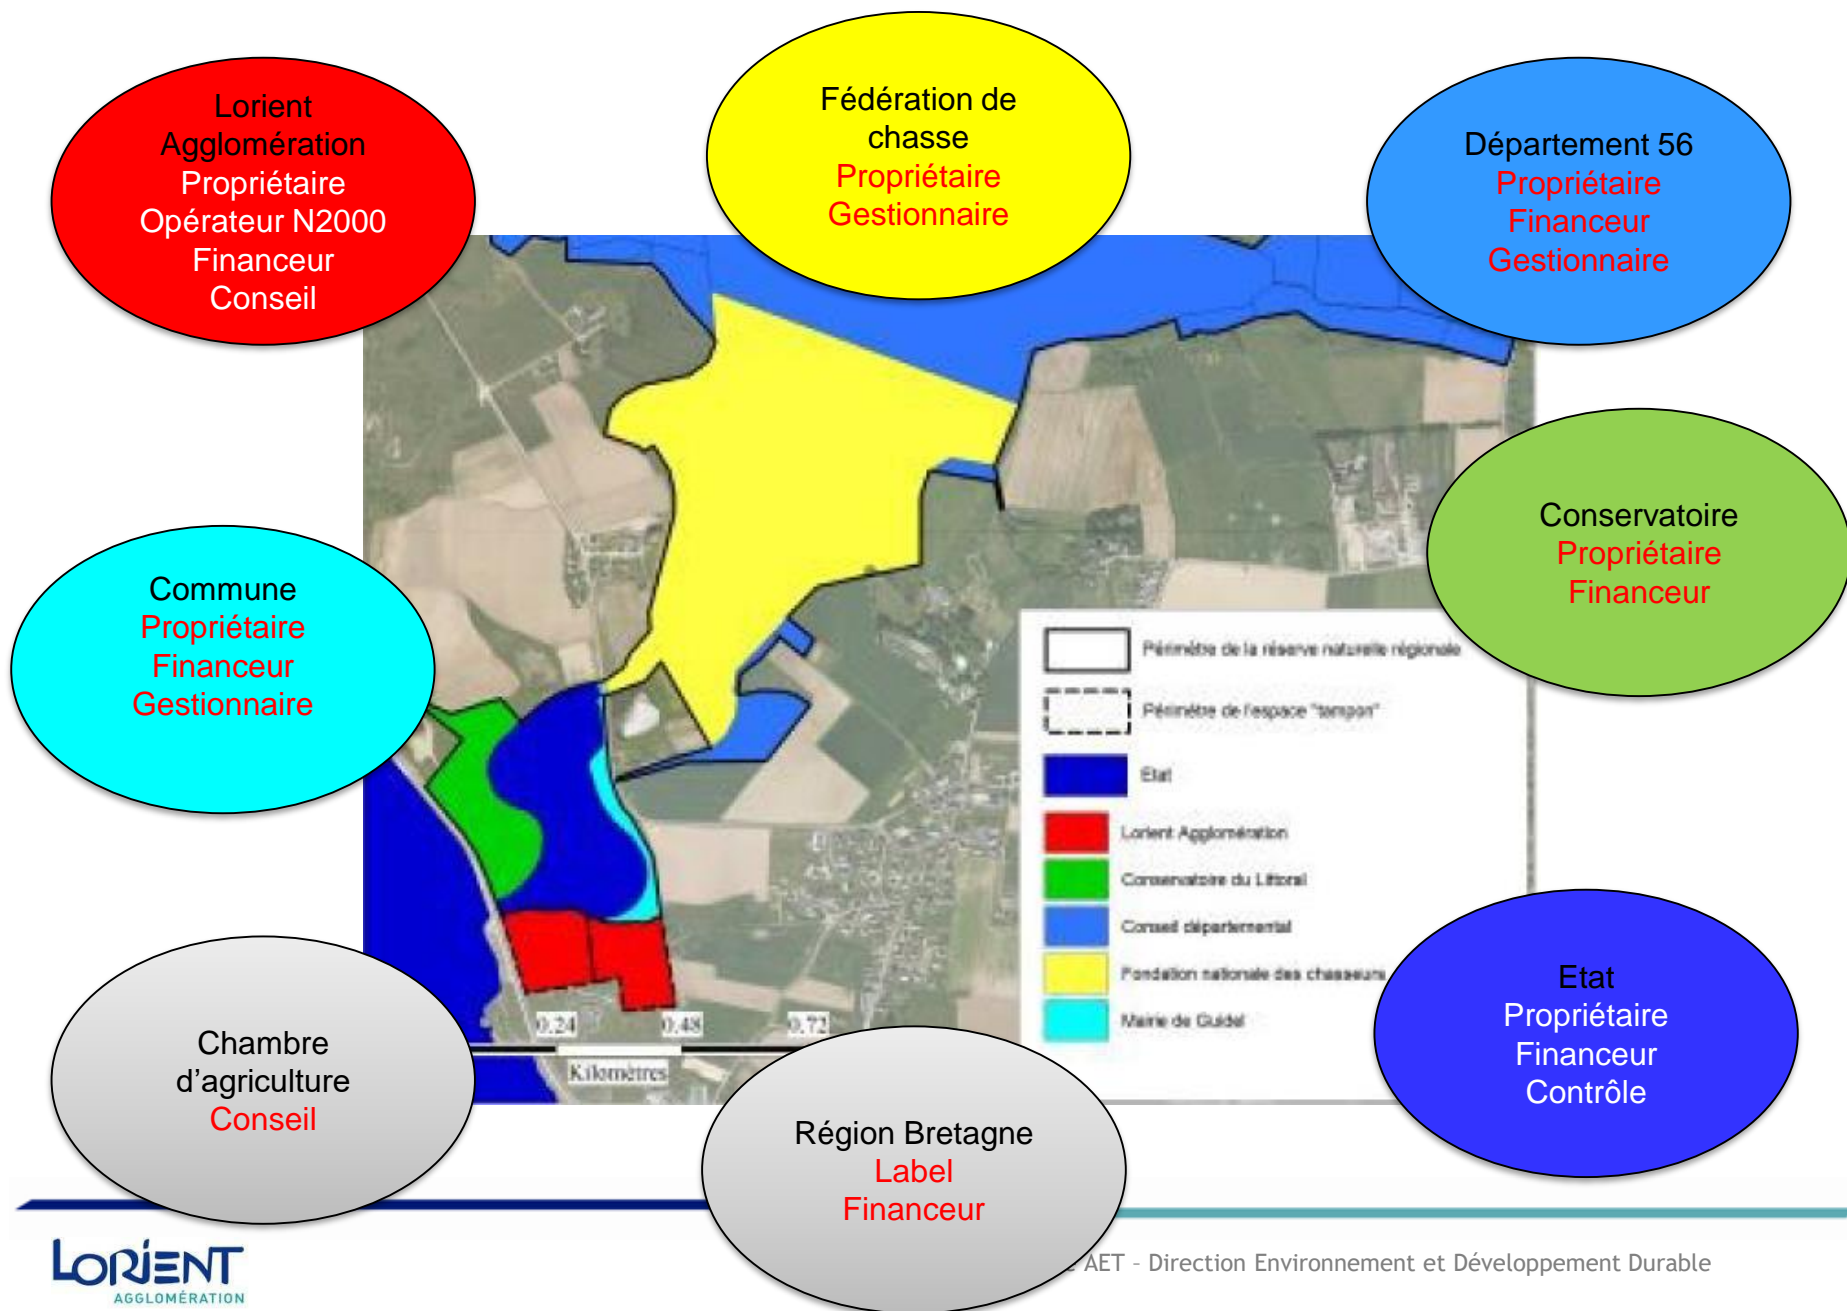 Lorient
Agglomération
Propriétaire
Opérateur N2000
Financeur
Conseil
Fédération de
chasse
Propriétaire
Gestionnaire
Département 56
Propriétaire
Financeur
Gestionnaire
Commune
Propriétaire
Financeur
Gestionnaire
Conservatoire
Propriétaire
Financeur
Périmètre de la réserve naturelle régionale
Périmètre de l'espace "tampon"
Etat
Lorient Agglomération
Conservatoire du Littoral
Conseil départemental
Fondation nationale des chasseurs
Mairie de Guidel
0.24 0.48 0.72
Kilomètres
Chambre
d’agriculture
Conseil
Région Bretagne
Label
Financeur
Etat
Propriétaire
Financeur
Contrôle
LORIENT
AGGLOMÉRATION
AET - Direction Environnement et Développement Durable